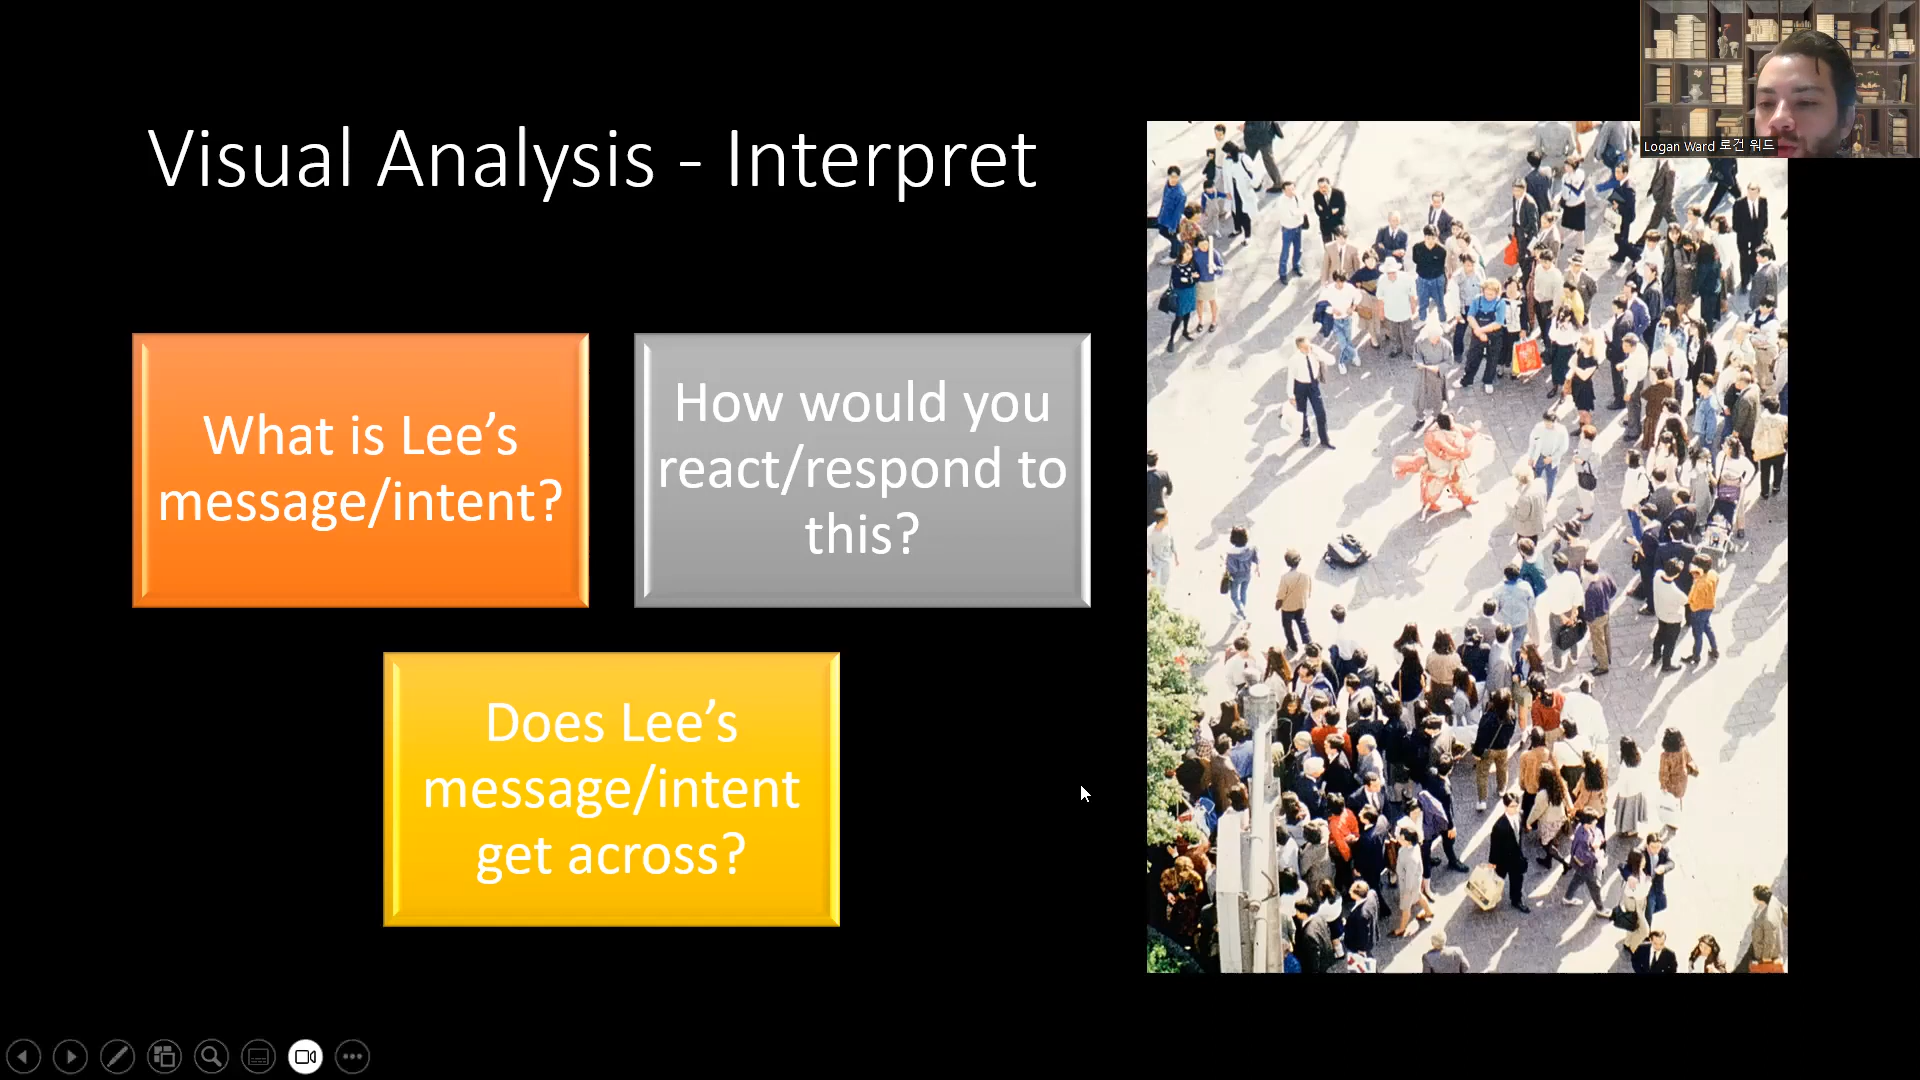 Visual Analysis - Interpret
What is Lee’s
message/intent?
How would you
react/respond to
this?
Does Lee’s
message/intent
get across?
Logan Ward 로건 워드